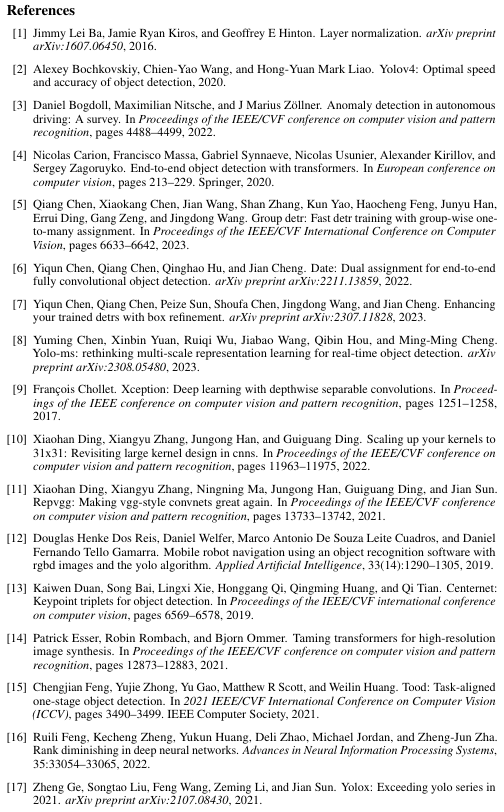 References
[1] Jimmy Lei Ba, Jamie Ryan Kiros, and Geoffrey E Hinton. Layer normalization. arXiv preprint
arXiv:1607.06450, 2016.
[2] Alexey Bochkovskiy, Chien-Yao Wang, and Hong-Yuan Mark Liao. Yolov4: Optimal speed
and accuracy of object detection, 2020.
[3] Daniel Bogdoll, Maximilian Nitsche, and J Marius Zöllner. Anomaly detection in autonomous
driving: A survey. In Proceedings of the IEEE/CVF conference on computer vision and pattern
recognition, pages 4488–4499, 2022.
[4] Nicolas Carion, Francisco Massa, Gabriel Synnaeve, Nicolas Usunier, Alexander Kirillov, and
Sergey Zagoruyko. End-to-end object detection with transformers. In European conference on
computer vision, pages 213–229. Springer, 2020.
[5] Qiang Chen, Xiaokang Chen, Jian Wang, Shan Zhang, Kun Yao, Haocheng Feng, Junyu Han,
Errui Ding, Gang Zeng, and Jingdong Wang. Group detr: Fast detr training with group-wise one-
to-many assignment. In Proceedings of the IEEE/CVF International Conference on Computer
Vision, pages 6633–6642, 2023.
[6] Yiqun Chen, Qiang Chen, Qinghao Hu, and Jian Cheng. Date: Dual assignment for end-to-end
fully convolutional object detection. arXiv preprint arXiv:2211.13859, 2022.
[7] Yiqun Chen, Qiang Chen, Peize Sun, Shoufa Chen, Jingdong Wang, and Jian Cheng. Enhancing
your trained detrs with box refinement. arXiv preprint arXiv:2307.11828, 2023.
[8] Yuming Chen, Xinbin Yuan, Ruiqi Wu, Jiabao Wang, Qibin Hou, and Ming-Ming Cheng.
Yolo-ms: rethinking multi-scale representation learning for real-time object detection. arXiv
preprint arXiv:2308.05480, 2023.
[9] François Chollet. Xception: Deep learning with depthwise separable convolutions. In Proceed-
ings of the IEEE conference on computer vision and pattern recognition, pages 1251–1258,
2017.
[10] Xiaohan Ding, Xiangyu Zhang, Jungong Han, and Guiguang Ding. Scaling up your kernels to
31x31: Revisiting large kernel design in cnns. In Proceedings of the IEEE/CVF conference on
computer vision and pattern recognition, pages 11963–11975, 2022.
[11] Xiaohan Ding, Xiangyu Zhang, Ningning Ma, Jungong Han, Guiguang Ding, and Jian Sun.
Repvgg: Making vgg-style convnets great again. In Proceedings of the IEEE/CVF conference
on computer vision and pattern recognition, pages 13733–13742, 2021.
[12] Douglas Henke Dos Reis, Daniel Welfer, Marco Antonio De Souza Leite Cuadros, and Daniel
Fernando Tello Gamarra. Mobile robot navigation using an object recognition software with
rgbd images and the yolo algorithm. Applied Artificial Intelligence, 33(14):1290–1305, 2019.
[13] Kaiwen Duan, Song Bai, Lingxi Xie, Honggang Qi, Qingming Huang, and Qi Tian. Centernet:
Keypoint triplets for object detection. In Proceedings of the IEEE/CVF international conference
on computer vision, pages 6569–6578, 2019.
[14] Patrick Esser, Robin Rombach, and Bjorn Ommer. Taming transformers for high-resolution
image synthesis. In Proceedings of the IEEE/CVF conference on computer vision and pattern
recognition, pages 12873–12883, 2021.
[15] Chengjian Feng, Yujie Zhong, Yu Gao, Matthew R Scott, and Weilin Huang. Tood: Task-aligned
one-stage object detection. In 2021 IEEE/CVF International Conference on Computer Vision
(ICCV), pages 3490–3499. IEEE Computer Society, 2021.
[16] Ruili Feng, Kecheng Zheng, Yukun Huang, Deli Zhao, Michael Jordan, and Zheng-Jun Zha.
Rank diminishing in deep neural networks. Advances in Neural Information Processing Systems,
35:33054–33065, 2022.
[17] Zheng Ge, Songtao Liu, Feng Wang, Zeming Li, and Jian Sun. Yolox: Exceeding yolo series in
2021. arXiv preprint arXiv:2107.08430, 2021.